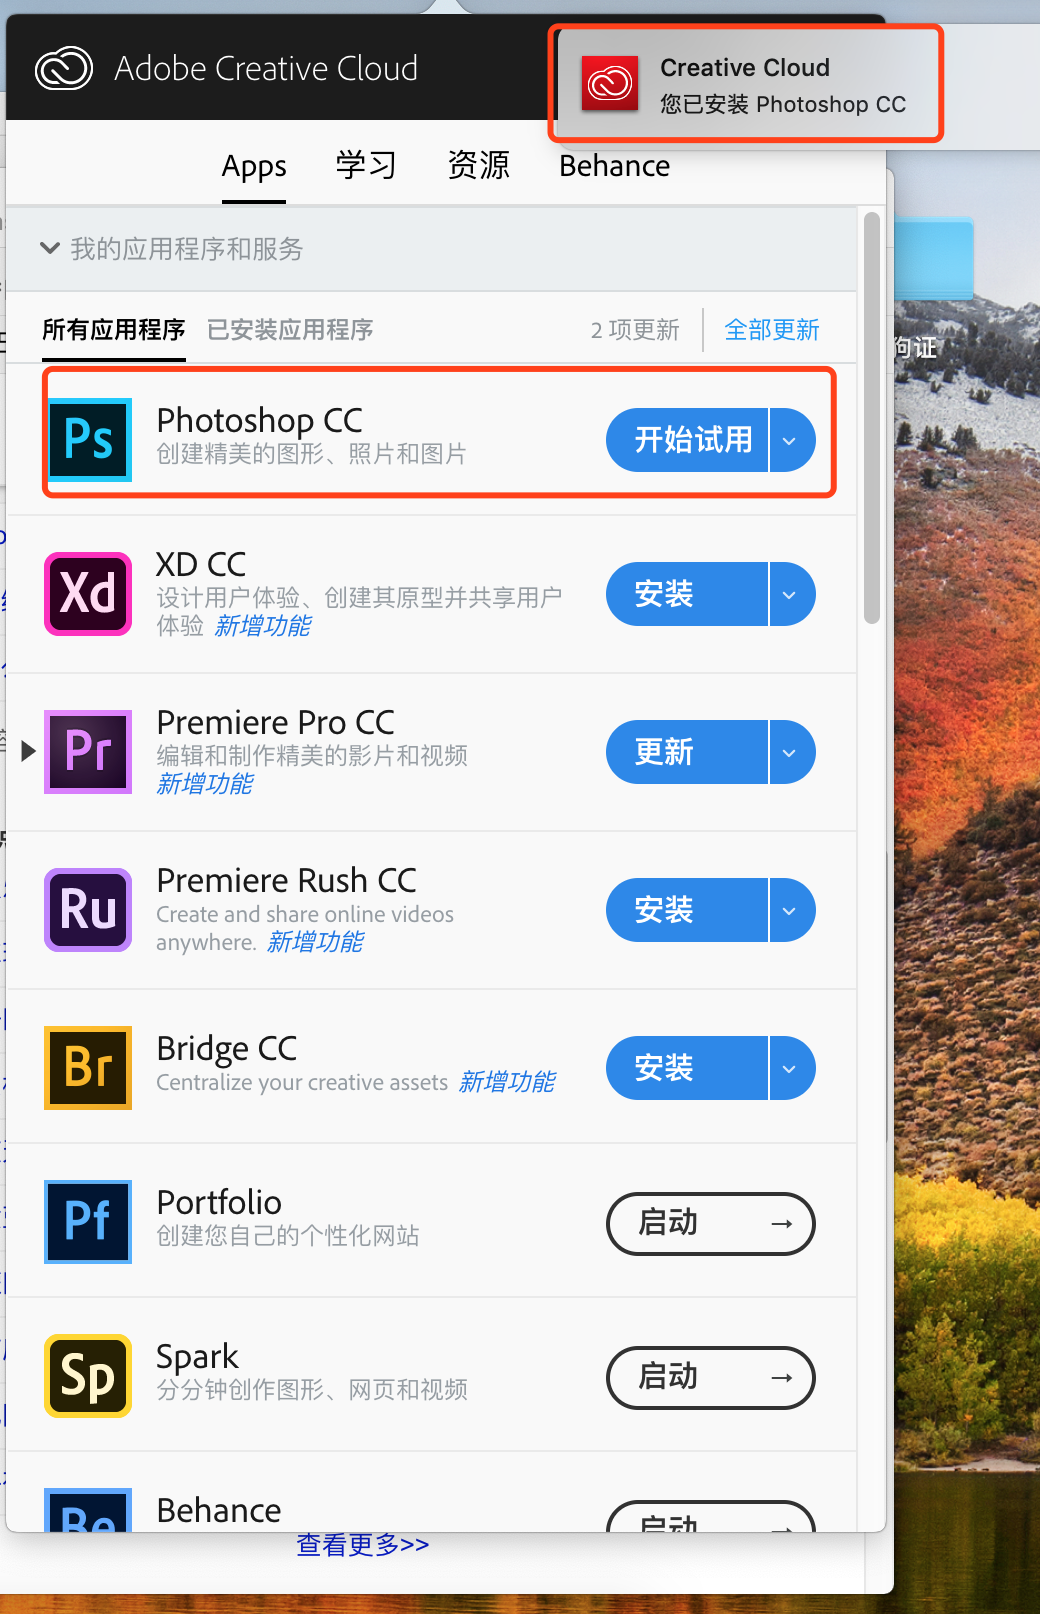 Adobe Creative Cloud
Creative Cloud
您已安装 Photoshop CC
Apps
学习
资源
Behance
我的应用程序和服务
所有应用程序
已安装应用程序
2 项更新
全部更新
狗证
Ps
Photoshop CC
创建精美的图形、照片和图片
开始试用
Xd
XD CC
设计用户体验、创建其原型并共享用户
体验 新增功能
安装
Pr
Premiere Pro CC
编辑和制作精美的影片和视频
新增功能
更新
Ru
Premiere Rush CC
Create and share online videos
anywhere. 新增功能
安装
Br
Bridge CC
Centralize your creative assets 新增功能
安装
Pf
Portfolio
创建您自己的个性化网站
启动 →
Sp
Spark
分分钟创作图形、网页和视频
启动 →
Be
Behance
启动 →
查看更多>>